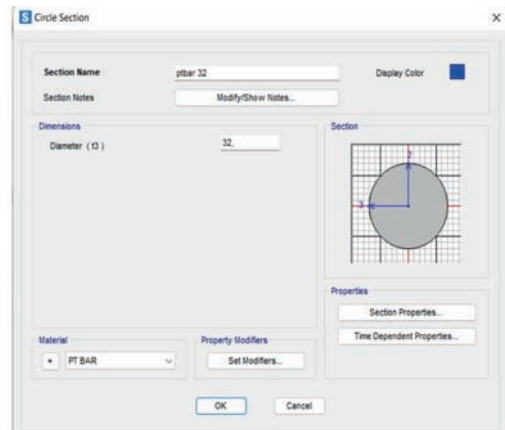 S Circle Section
Section Name ptbar 32 Display Color
Section Notes Modify/Show Notes...
Dimensions
Diameter ( t3 ) 32,
Section
2
3
Properties
Section Properties...
Time Dependent Properties...
Material
+ PT BAR
Property Modifiers
Set Modifiers...
OK Cancel